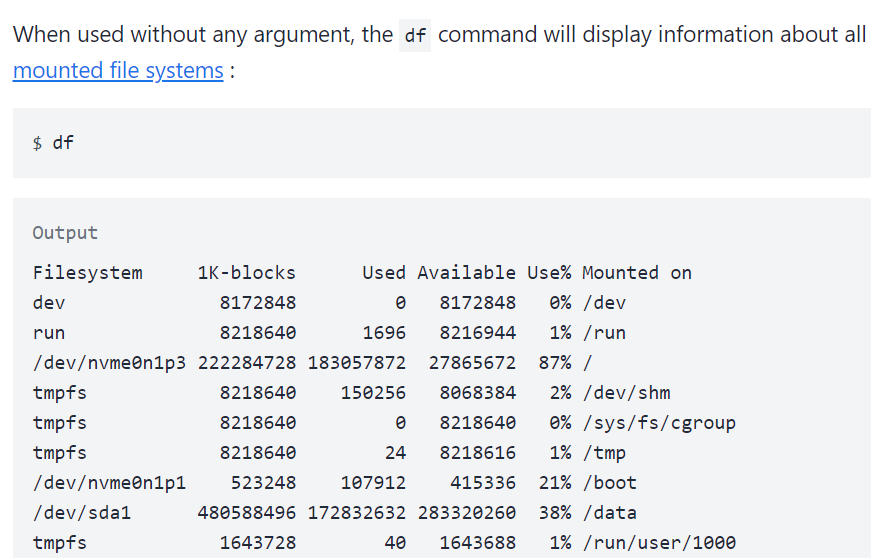 When used without any argument, the df command will display information about all
mounted file systems :
$ df
Output
Filesystem     1K-blocks      Used Available Use% Mounted on
dev              8172848         0   8172848   0% /dev
run              8218640      1696   8216944   1% /run
/dev/nvme0n1p3 222284728 183057872  27865672  87% /
tmpfs            8218640    150256   8068384   2% /dev/shm
tmpfs            8218640         0   8218640   0% /sys/fs/cgroup
tmpfs            8218640        24   8218616   1% /tmp
/dev/nvme0n1p1    523248    107912    415336  21% /boot
/dev/sda1      480588496 172832632 283320260  38% /data
tmpfs            1643728        40   1643688   1% /run/user/1000